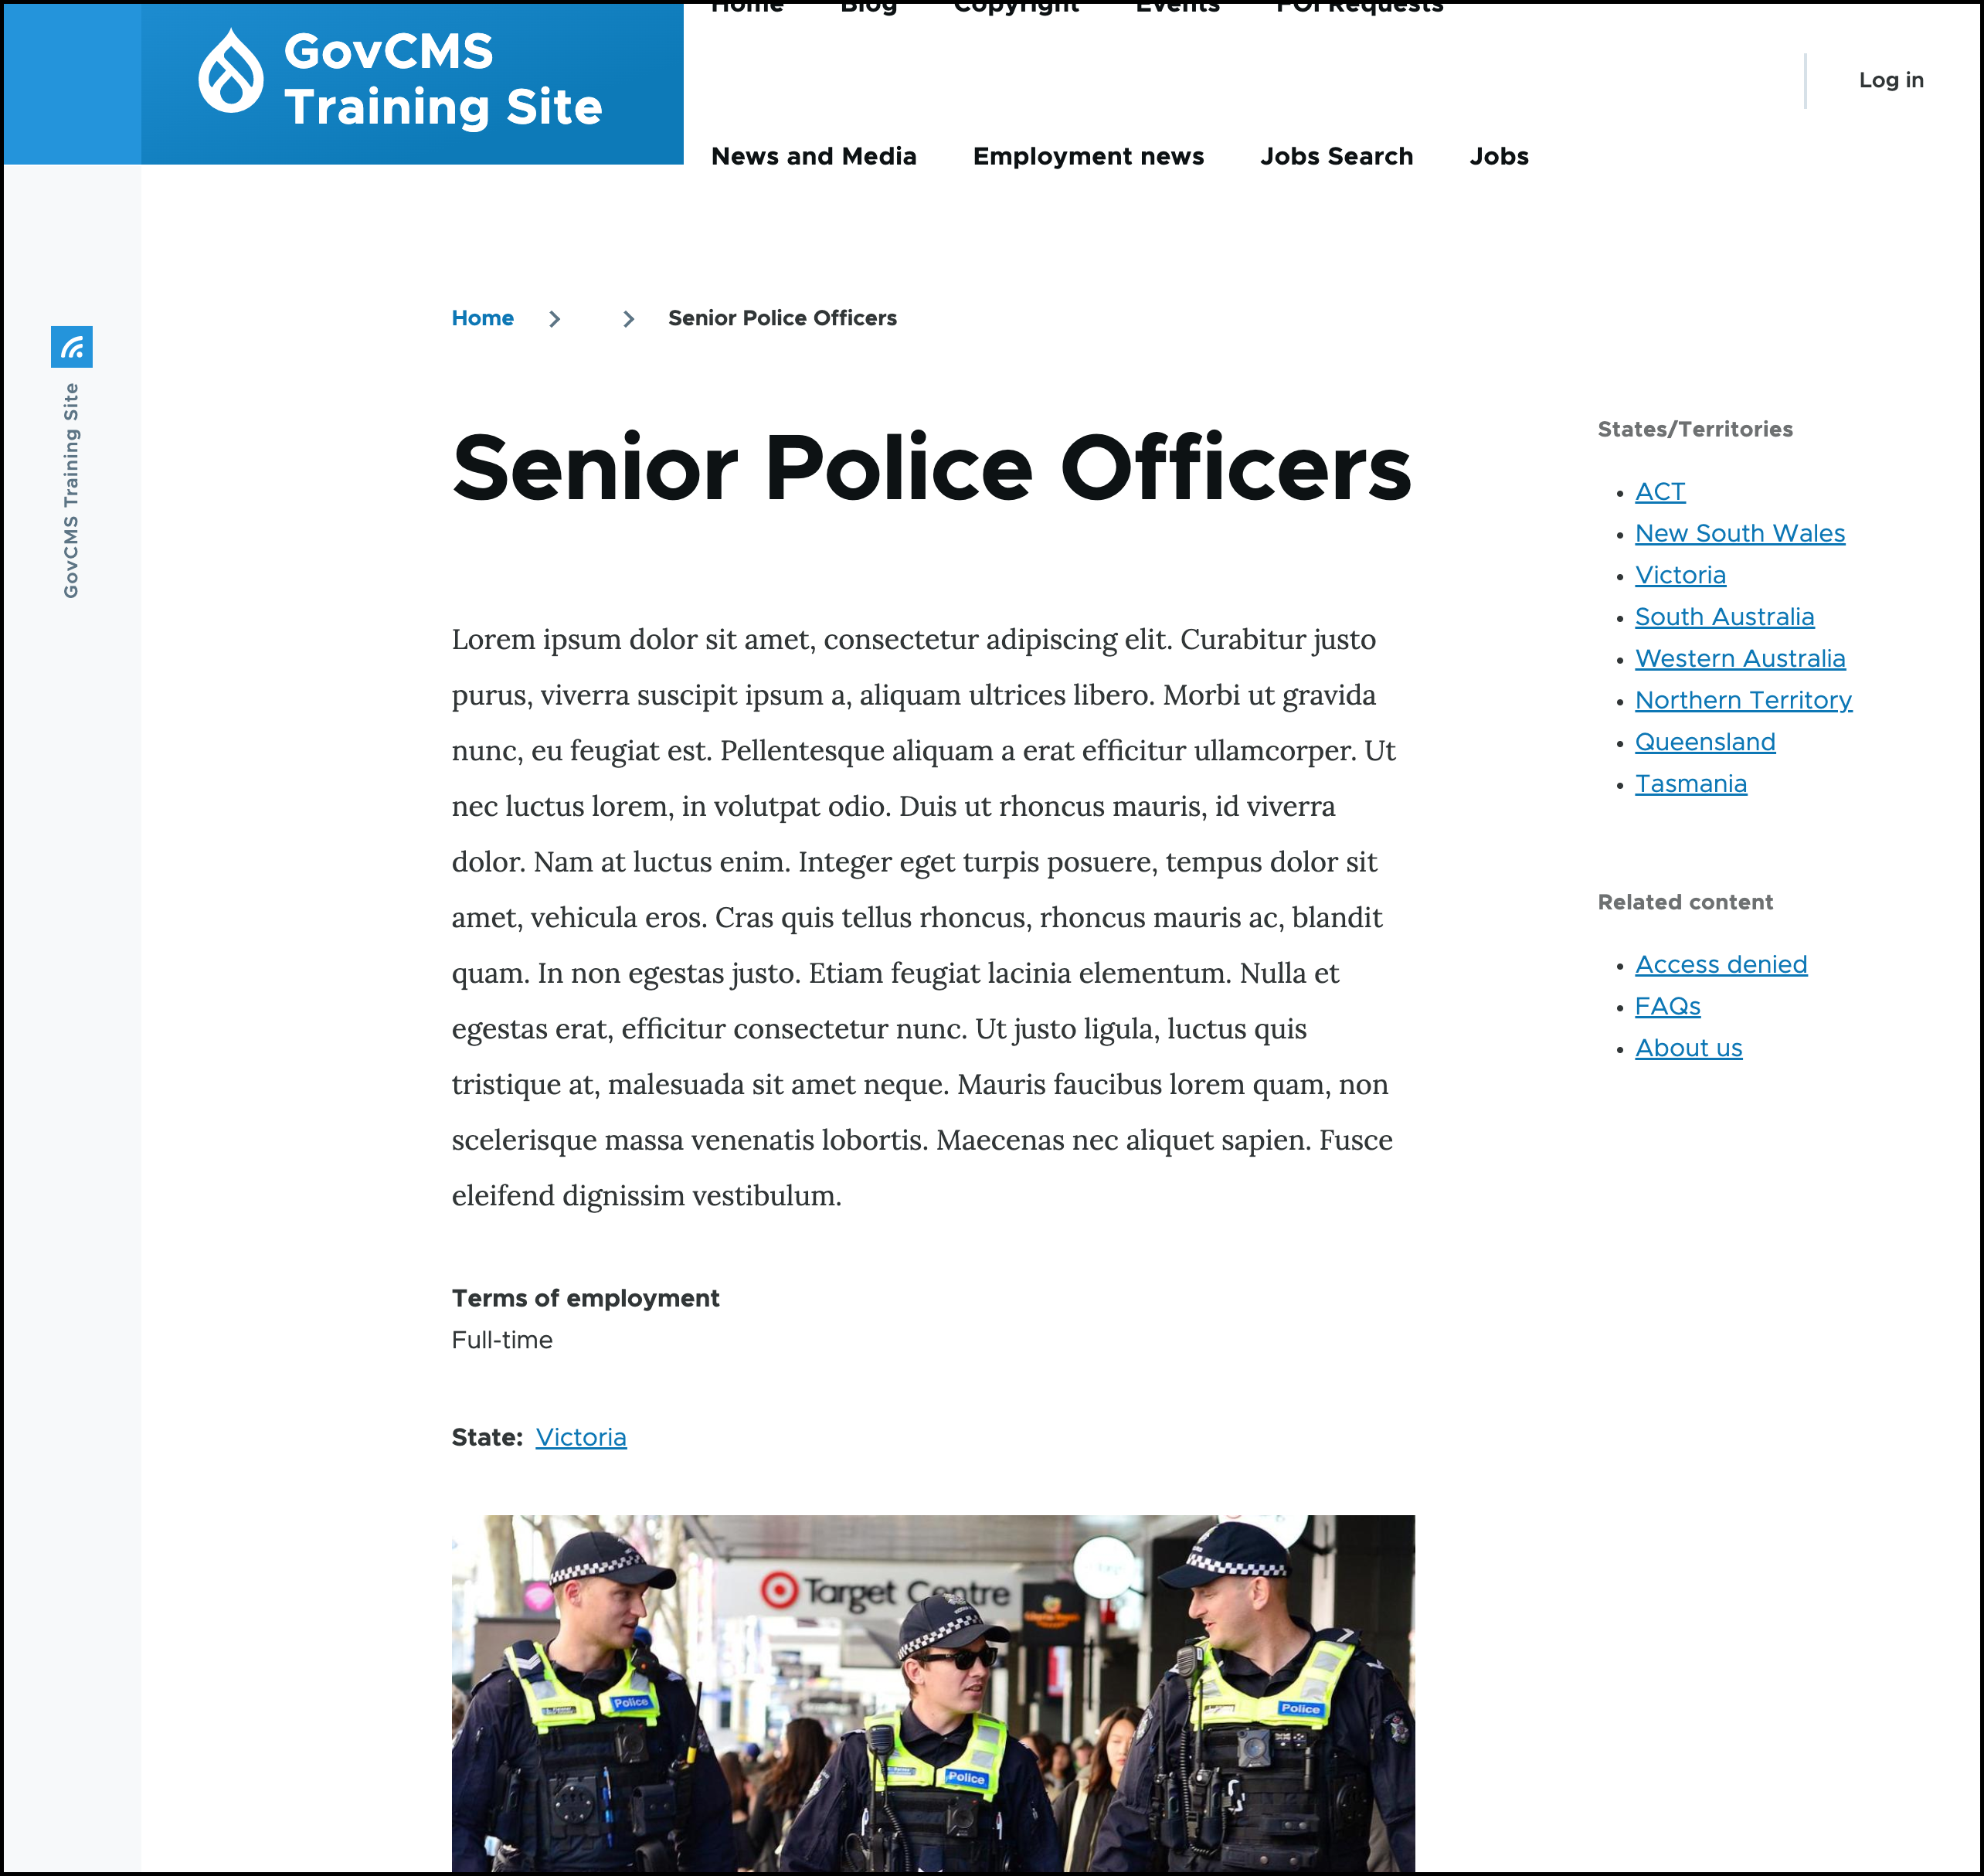 Home Blog Copyright Events FOI Requests
GovCMS
Training Site
Log in
News and Media Employment news Jobs Search Jobs
Home Senior Police Officers
GovCMS Training Site
Senior Police Officers
Lorem ipsum dolor sit amet, consectetur adipiscing elit. Curabitur justo
purus, viverra suscipit ipsum a, aliquam ultrices libero. Morbi ut gravida
nunc, eu feugiat est. Pellentesque aliquam a erat efficitur ullamcorper. Ut
nec luctus lorem, in volutpat odio. Duis ut rhoncus mauris, id viverra
dolor. Nam at luctus enim. Integer eget turpis posuere, tempus dolor sit
amet, vehicula eros. Cras quis tellus rhoncus, rhoncus mauris ac, blandit
quam. In non egestas justo. Etiam feugiat lacinia elementum. Nulla et
egestas erat, efficitur consectetur nunc. Ut justo ligula, luctus quis
tristique at, malesuada sit amet neque. Mauris faucibus lorem quam, non
scelerisque massa venenatis lobortis. Maecenas nec aliquet sapien. Fusce
eleifend dignissim vestibulum.
Terms of employment
Full-time
State: Victoria
Target Centre
Police
Police
Police
States/Territories
ACT
New South Wales
Victoria
South Australia
Western Australia
Northern Territory
Queensland
Tasmania
Related content
Access denied
FAQs
About us